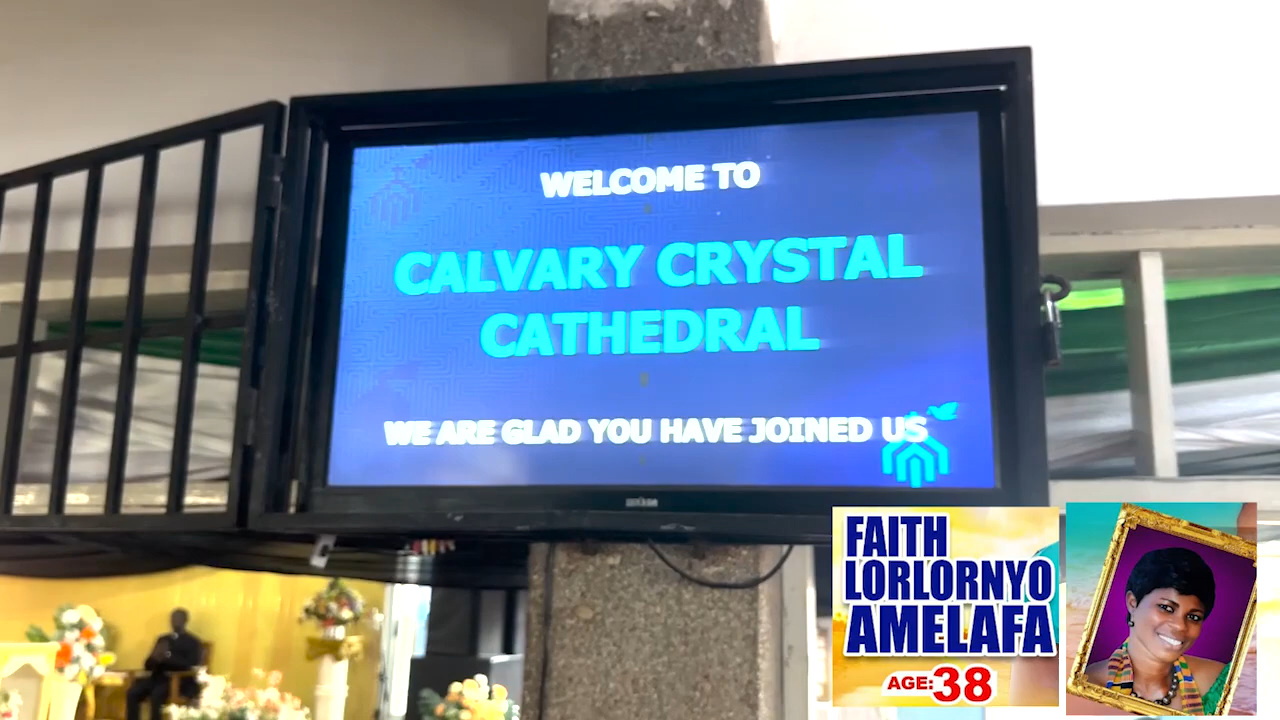 WELCOME TO
CALVARY CRYSTAL
CATHEDRAL
WE ARE GLAD YOU HAVE JOINED US
FAITH
LORLORNYO
AMELAFA
AGE:38